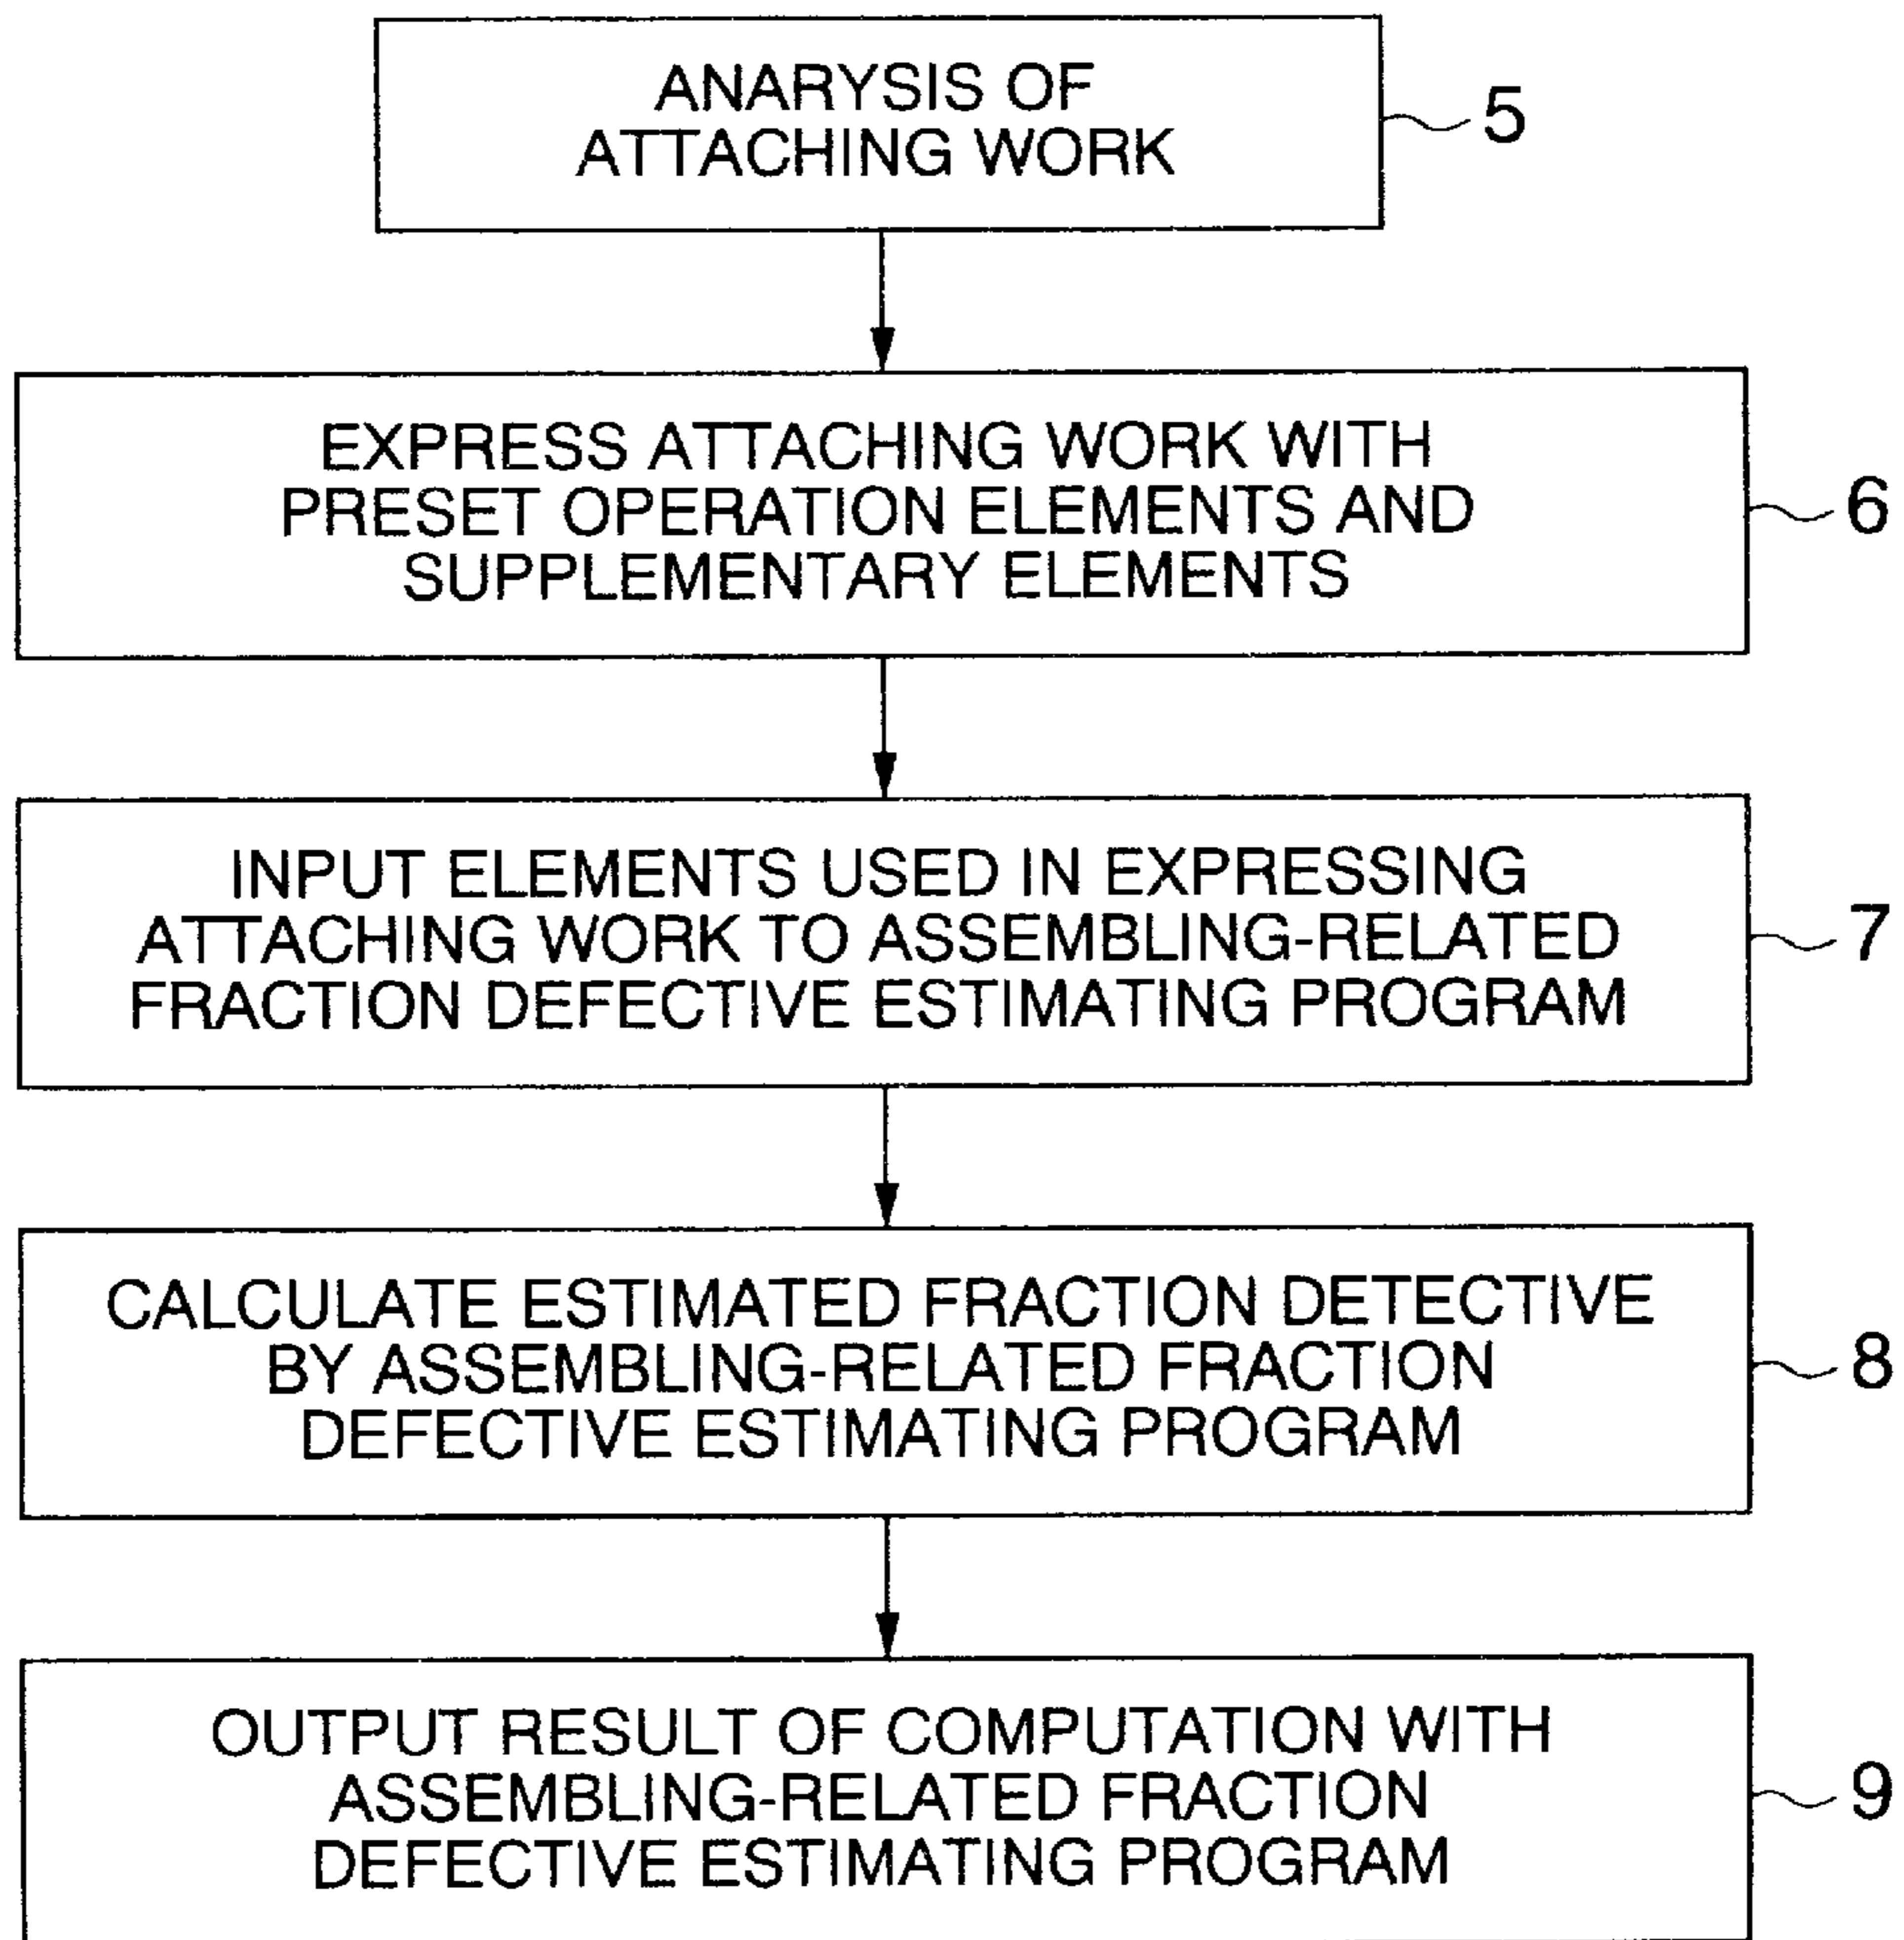 ANARYSIS OF
ATTACHING WORK
5
EXPRESS ATTACHING WORK WITH
PRESET OPERATION ELEMENTS AND
SUPPLEMENTARY ELEMENTS
6
INPUT ELEMENTS USED IN EXPRESSING
ATTACHING WORK TO ASSEMBLING-RELATED
FRACTION DEFECTIVE ESTIMATING PROGRAM
7
CALCULATE ESTIMATED FRACTION DETECTIVE
BY ASSEMBLING-RELATED FRACTION
DEFECTIVE ESTIMATING PROGRAM
8
OUTPUT RESULT OF COMPUTATION WITH
ASSEMBLING-RELATED FRACTION
DEFECTIVE ESTIMATING PROGRAM
9